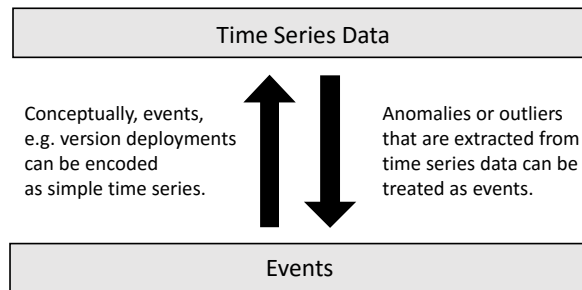 Time Series Data
Conceptually, events,
e.g. version deployments
can be encoded
as simple time series.
Anomalies or outliers
that are extracted from
time series data can be
treated as events.
Events